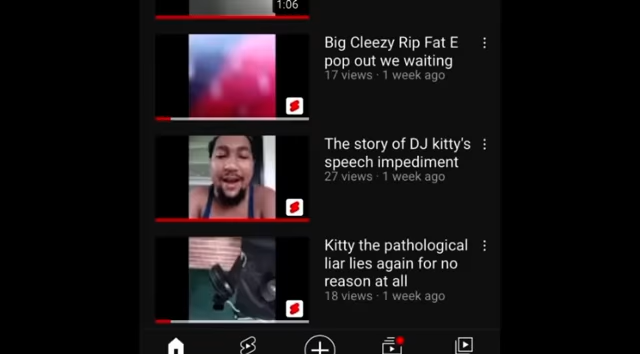 1:06
Big Cleezy Rip Fat E
pop out we waiting
17 views · 1 week ago
The story of DJ kitty's
speech impediment
27 views · 1 week ago
Kitty the pathological
liar lies again for no
reason at all
18 views · 1 week ago